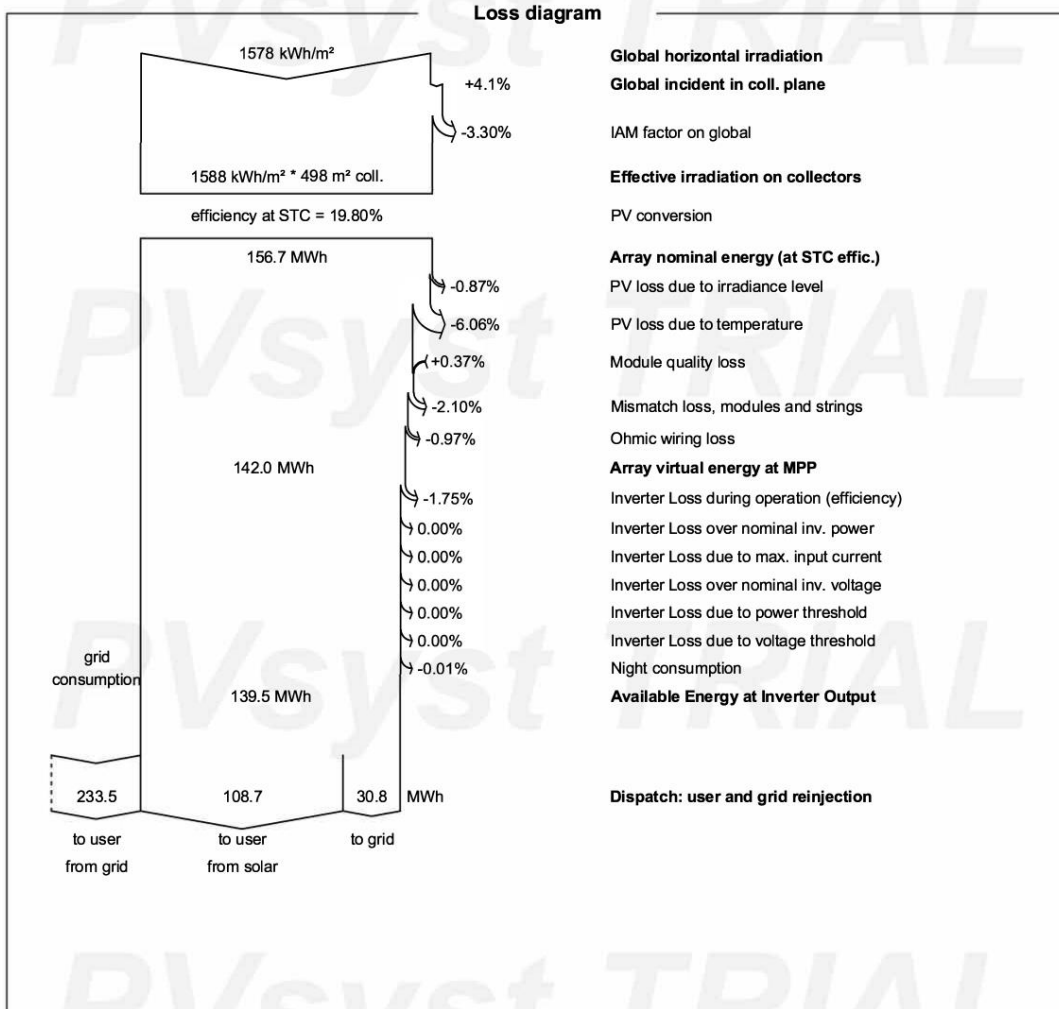 Loss diagram
1578 kWh/m² Global horizontal irradiation
+4.1% Global incident in coll. plane
-3.30% IAM factor on global
1588 kWh/m² * 498 m² coll. Effective irradiation on collectors
efficiency at STC = 19.80% PV conversion
156.7 MWh Array nominal energy (at STC effic.)
-0.87% PV loss due to irradiance level
-6.06% PV loss due to temperature
+0.37% Module quality loss
-2.10% Mismatch loss, modules and strings
-0.97% Ohmic wiring loss
142.0 MWh Array virtual energy at MPP
-1.75% Inverter Loss during operation (efficiency)
0.00% Inverter Loss over nominal inv. power
0.00% Inverter Loss due to max. input current
0.00% Inverter Loss over nominal inv. voltage
0.00% Inverter Loss due to power threshold
0.00% Inverter Loss due to voltage threshold
grid
consumption
-0.01% Night consumption
139.5 MWh Available Energy at Inverter Output
233.5 108.7 30.8 MWh Dispatch: user and grid reinjection
to user to user to grid
from grid from solar
PVsyst TRIAL
PVsyst TRIAL
PVsyst TRIAL
PVsyst TRIAL